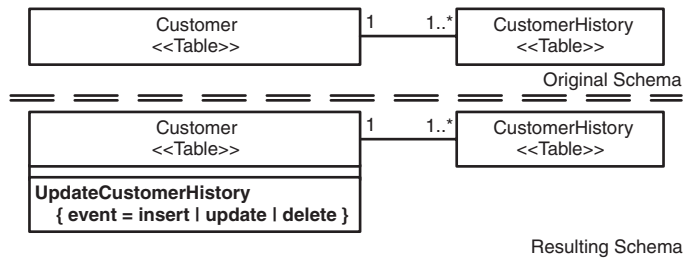 Customer
<<Table>>
1
1..*
CustomerHistory
<<Table>>
Original Schema
Customer
<<Table>>
1
1..*
CustomerHistory
<<Table>>
UpdateCustomerHistory
{ event = insert | update | delete }
Resulting Schema